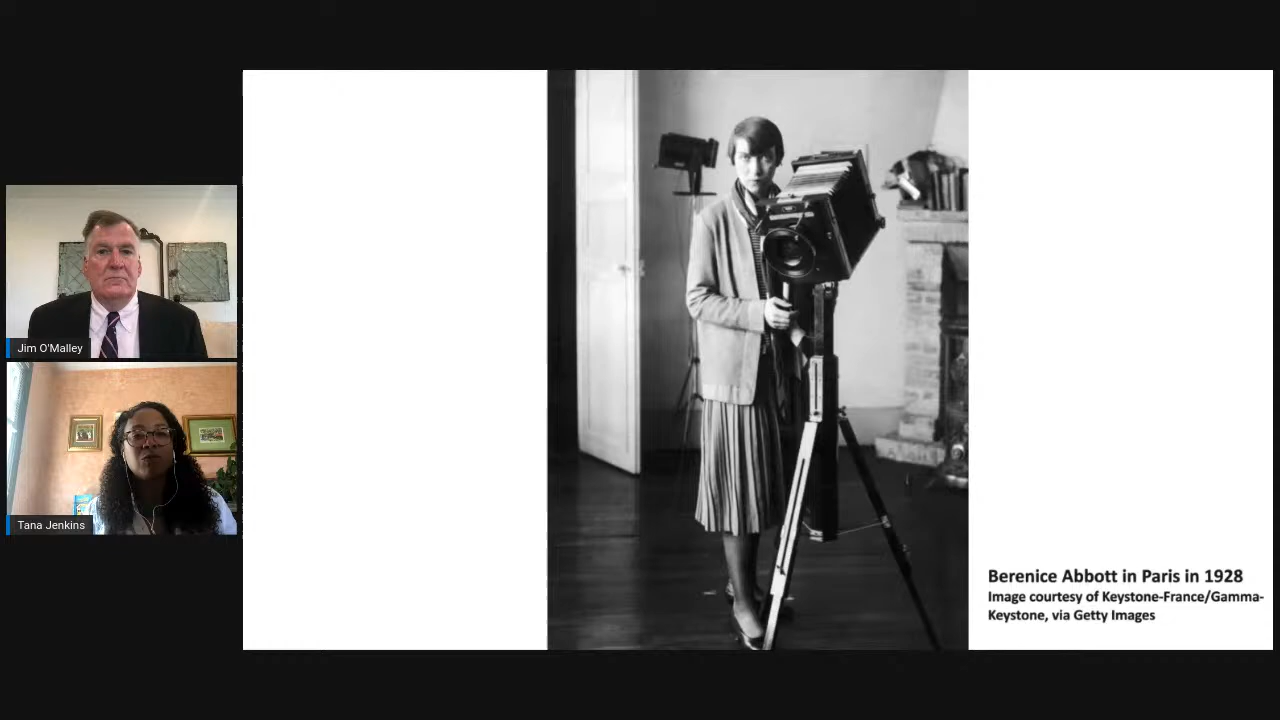 Jim O'Malley
Tana Jenkins
Berenice Abbott in Paris in 1928
Image courtesy of Keystone-France/Gamma-
Keystone, via Getty Images